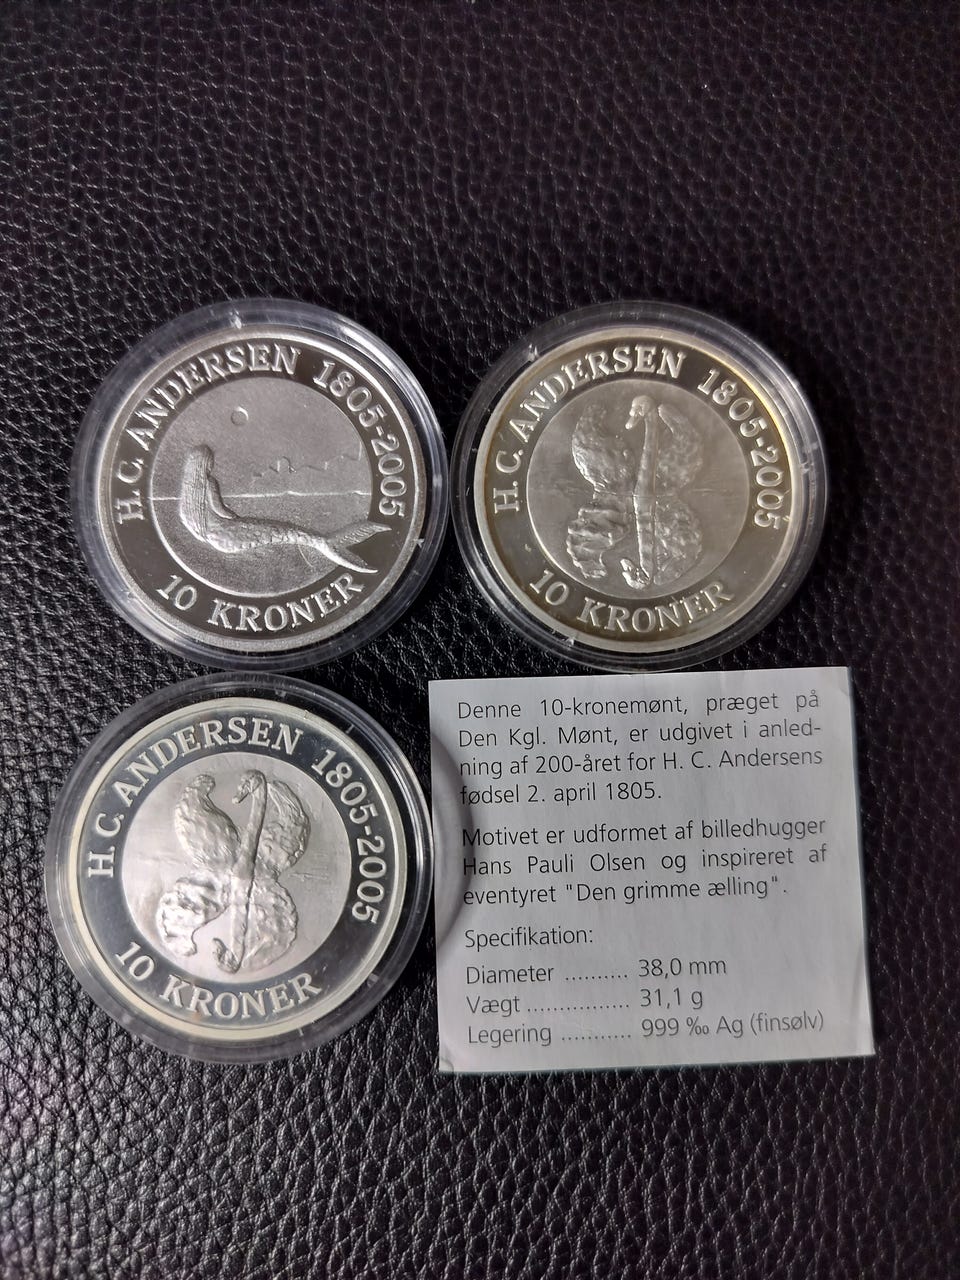 H.C. ANDERSEN 1805-2005
10 KRONER
H.C. ANDERSEN 1805-2005
10 KRONER
H.C. ANDERSEN 1805-2005
10 KRONER
Denne 10-kronemønt, præget på
Den Kgl. Mønt, er udgivet i anled-
ning af 200-året for H. C. Andersens
fødsel 2. april 1805.
Motivet er udformet af billedhugger
Hans Pauli Olsen og inspireret af
eventyret "Den grimme ælling".
Specifikation:
Diameter .......... 38,0 mm
Vægt ................ 31,1 g
Legering ........... 999 ‰ Ag (finsølv)